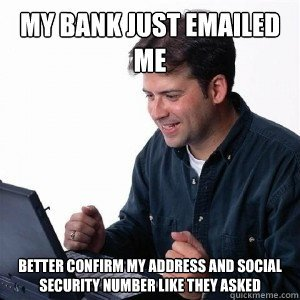 MY BANK JUST EMAILED
ME
BETTER CONFIRM MY ADDRESS AND SOCIAL
SECURITY NUMBER LIKE THEY ASKED
quickmeme.com